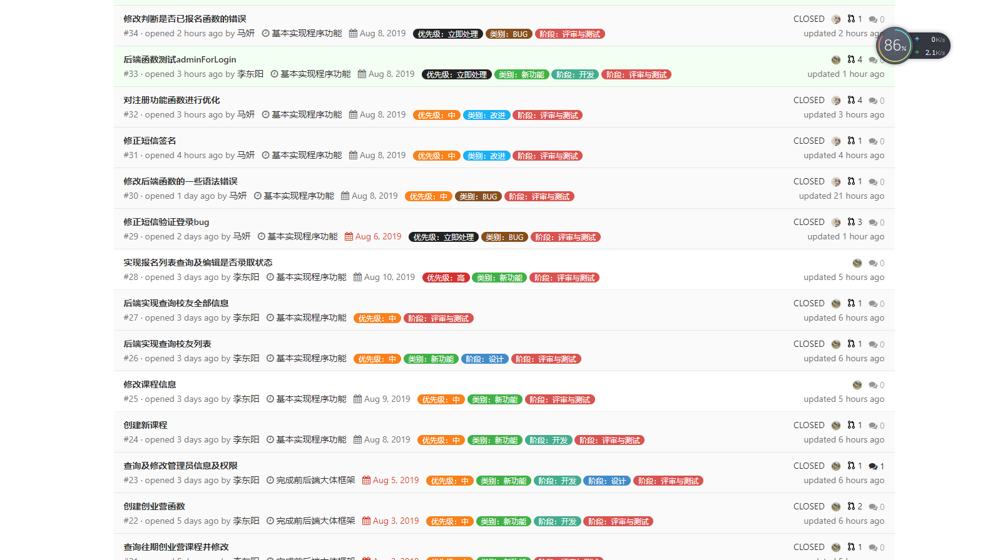 修改判断是否已报名函数的错误
CLOSED 1 0
#34 · opened 2 hours ago by 马妍 基本实现程序功能 Aug 8, 2019 优先级：立即处理 类别：BUG 阶段：评审与测试
updated 2 hours ago
86% 0K/s
2.1K/s
后端函数测试adminForLogin
4
#33 · opened 3 hours ago by 李东阳 基本实现程序功能 Aug 8, 2019 优先级：立即处理 类别：新功能 阶段：开发 阶段：评审与测试
updated 1 hour ago
对注册功能函数进行优化
CLOSED 4 0
#32 · opened 3 hours ago by 马妍 基本实现程序功能 Aug 8, 2019 优先级：中 类别：改进 阶段：评审与测试
updated 3 hours ago
修正短信签名
CLOSED 1 0
#31 · opened 4 hours ago by 马妍 基本实现程序功能 Aug 8, 2019 优先级：中 类别：改进 阶段：评审与测试
updated 4 hours ago
修改后端函数的一些语法错误
CLOSED 1 0
#30 · opened 1 day ago by 马妍 基本实现程序功能 Aug 8, 2019 优先级：中 类别：BUG 阶段：评审与测试
updated 21 hours ago
修正短信验证登录bug
CLOSED 3 0
#29 · opened 2 days ago by 马妍 基本实现程序功能 Aug 6, 2019 优先级：立即处理 类别：BUG 阶段：评审与测试
updated 1 hour ago
实现报名列表查询及编辑是否录取状态
0
#28 · opened 3 days ago by 李东阳 基本实现程序功能 Aug 10, 2019 优先级：高 类别：新功能 阶段：评审与测试
updated 5 hours ago
后端实现查询校友全部信息
CLOSED 1 0
#27 · opened 3 days ago by 李东阳 基本实现程序功能 优先级：中 阶段：评审与测试
updated 6 hours ago
后端实现查询校友列表
CLOSED 1 0
#26 · opened 3 days ago by 李东阳 基本实现程序功能 优先级：中 类别：新功能 阶段：设计 阶段：评审与测试
updated 6 hours ago
修改课程信息
0
#25 · opened 3 days ago by 李东阳 基本实现程序功能 Aug 9, 2019 优先级：中 类别：新功能 阶段：评审与测试
updated 5 hours ago
创建新课程
CLOSED 1 0
#24 · opened 3 days ago by 李东阳 基本实现程序功能 Aug 8, 2019 优先级：中 类别：新功能 阶段：开发 阶段：评审与测试
updated 6 hours ago
查询及修改管理员信息及权限
CLOSED 1 1
#23 · opened 3 days ago by 李东阳 完成前后端大体框架 Aug 5, 2019 优先级：中 类别：新功能 阶段：开发 阶段：设计 阶段：评审与测试
updated 6 hours ago
创建创业营函数
CLOSED 2 0
#22 · opened 5 days ago by 李东阳 完成前后端大体框架 Aug 3, 2019 优先级：中 类别：新功能 阶段：开发 阶段：评审与测试
updated 6 hours ago
查询往期创业营课程并修改
CLOSED 1 0